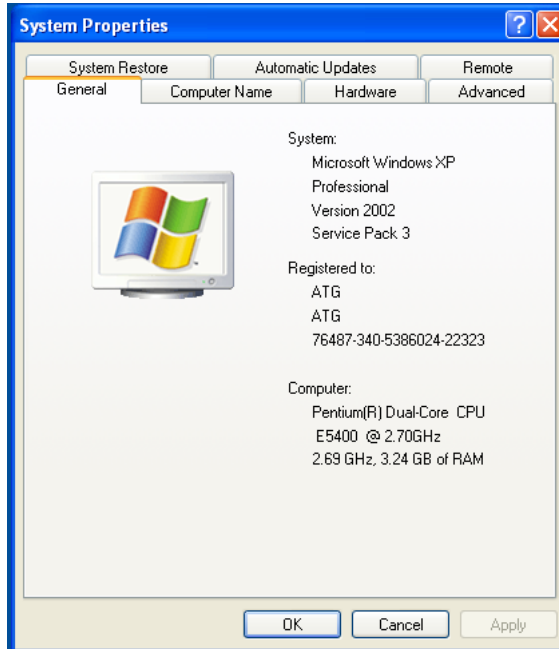 System Properties
System Restore Automatic Updates Remote
General Computer Name Hardware Advanced
System:
Microsoft Windows XP
Professional
Version 2002
Service Pack 3
Registered to:
ATG
ATG
76487-340-5386024-22323
Computer:
Pentium(R) Dual-Core CPU
E5400 @ 2.70GHz
2.69 GHz, 3.24 GB of RAM
OK Cancel Apply